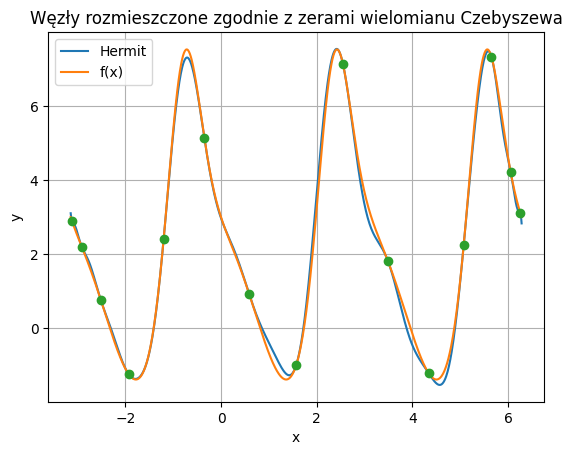 Węzły rozmieszczone zgodnie z zerami wielomianu Czebyszewa
Hermit
f(x)
6
4
2
0
y
−2
0
2
4
6
x